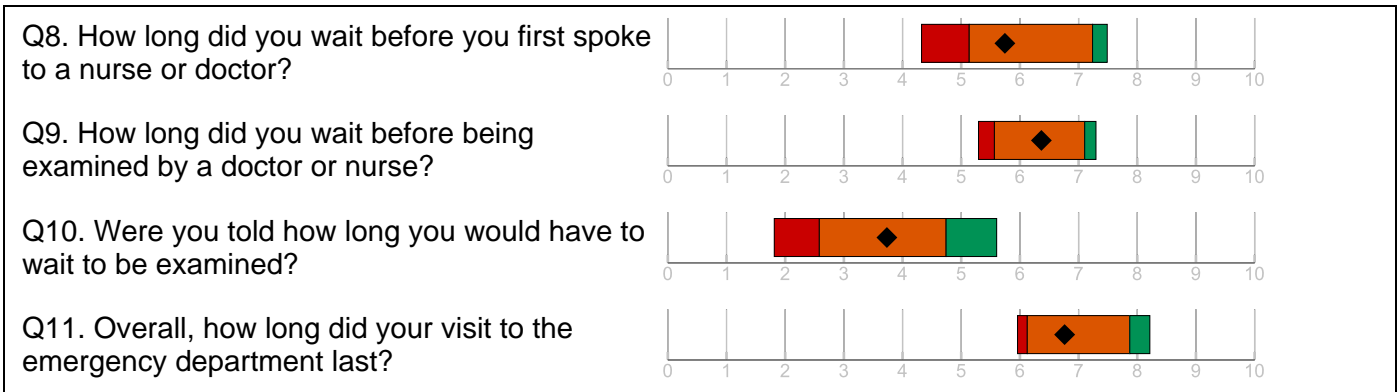 Q8. How long did you wait before you first spoke
to a nurse or doctor?
0 1 2 3 4 5 6 7 8 9 10
Q9. How long did you wait before being
examined by a doctor or nurse?
0 1 2 3 4 5 6 7 8 9 10
Q10. Were you told how long you would have to
wait to be examined?
0 1 2 3 4 5 6 7 8 9 10
Q11. Overall, how long did your visit to the
emergency department last?
0 1 2 3 4 5 6 7 8 9 10